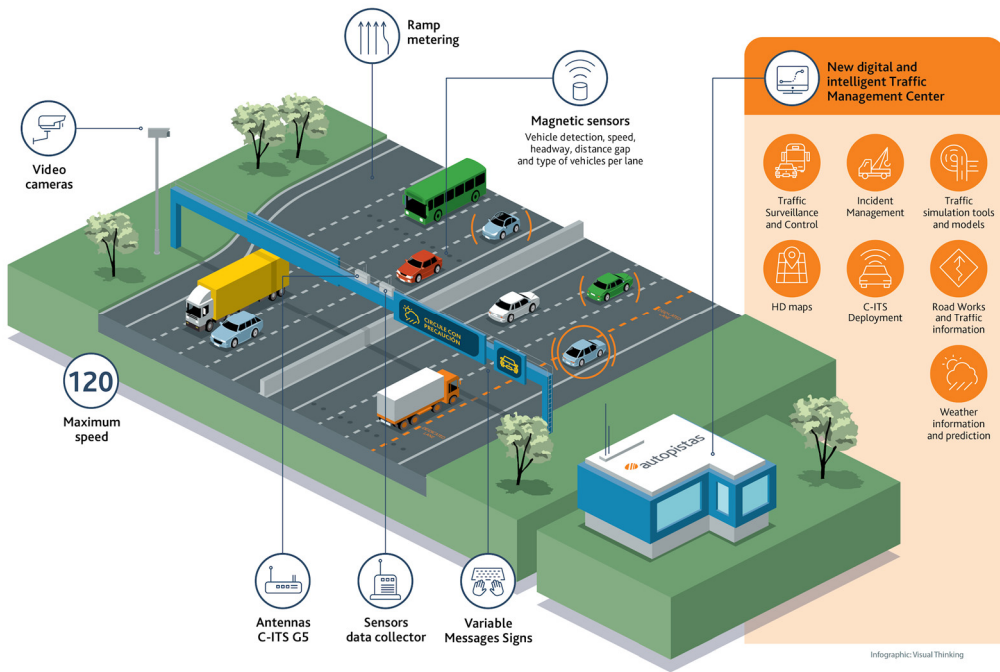 Ramp
metering
Magnetic sensors
Vehicle detection, speed,
headway, distance gap
and type of vehicles per lane
Video
cameras
New digital and
intelligent Traffic
Management Center
Traffic
Surveillance
and Control
Incident
Management
Traffic
simulation tools
and models
HD maps
C-ITS
Deployment
Road Works
and Traffic
information
Weather
information
and prediction
CIRCULE CON
PRECAUCIÓN
120
Maximum
speed
autopistas
Antennas
C-ITS G5
Sensors
data collector
Variable
Messages Signs
Infographic: Visual Thinking